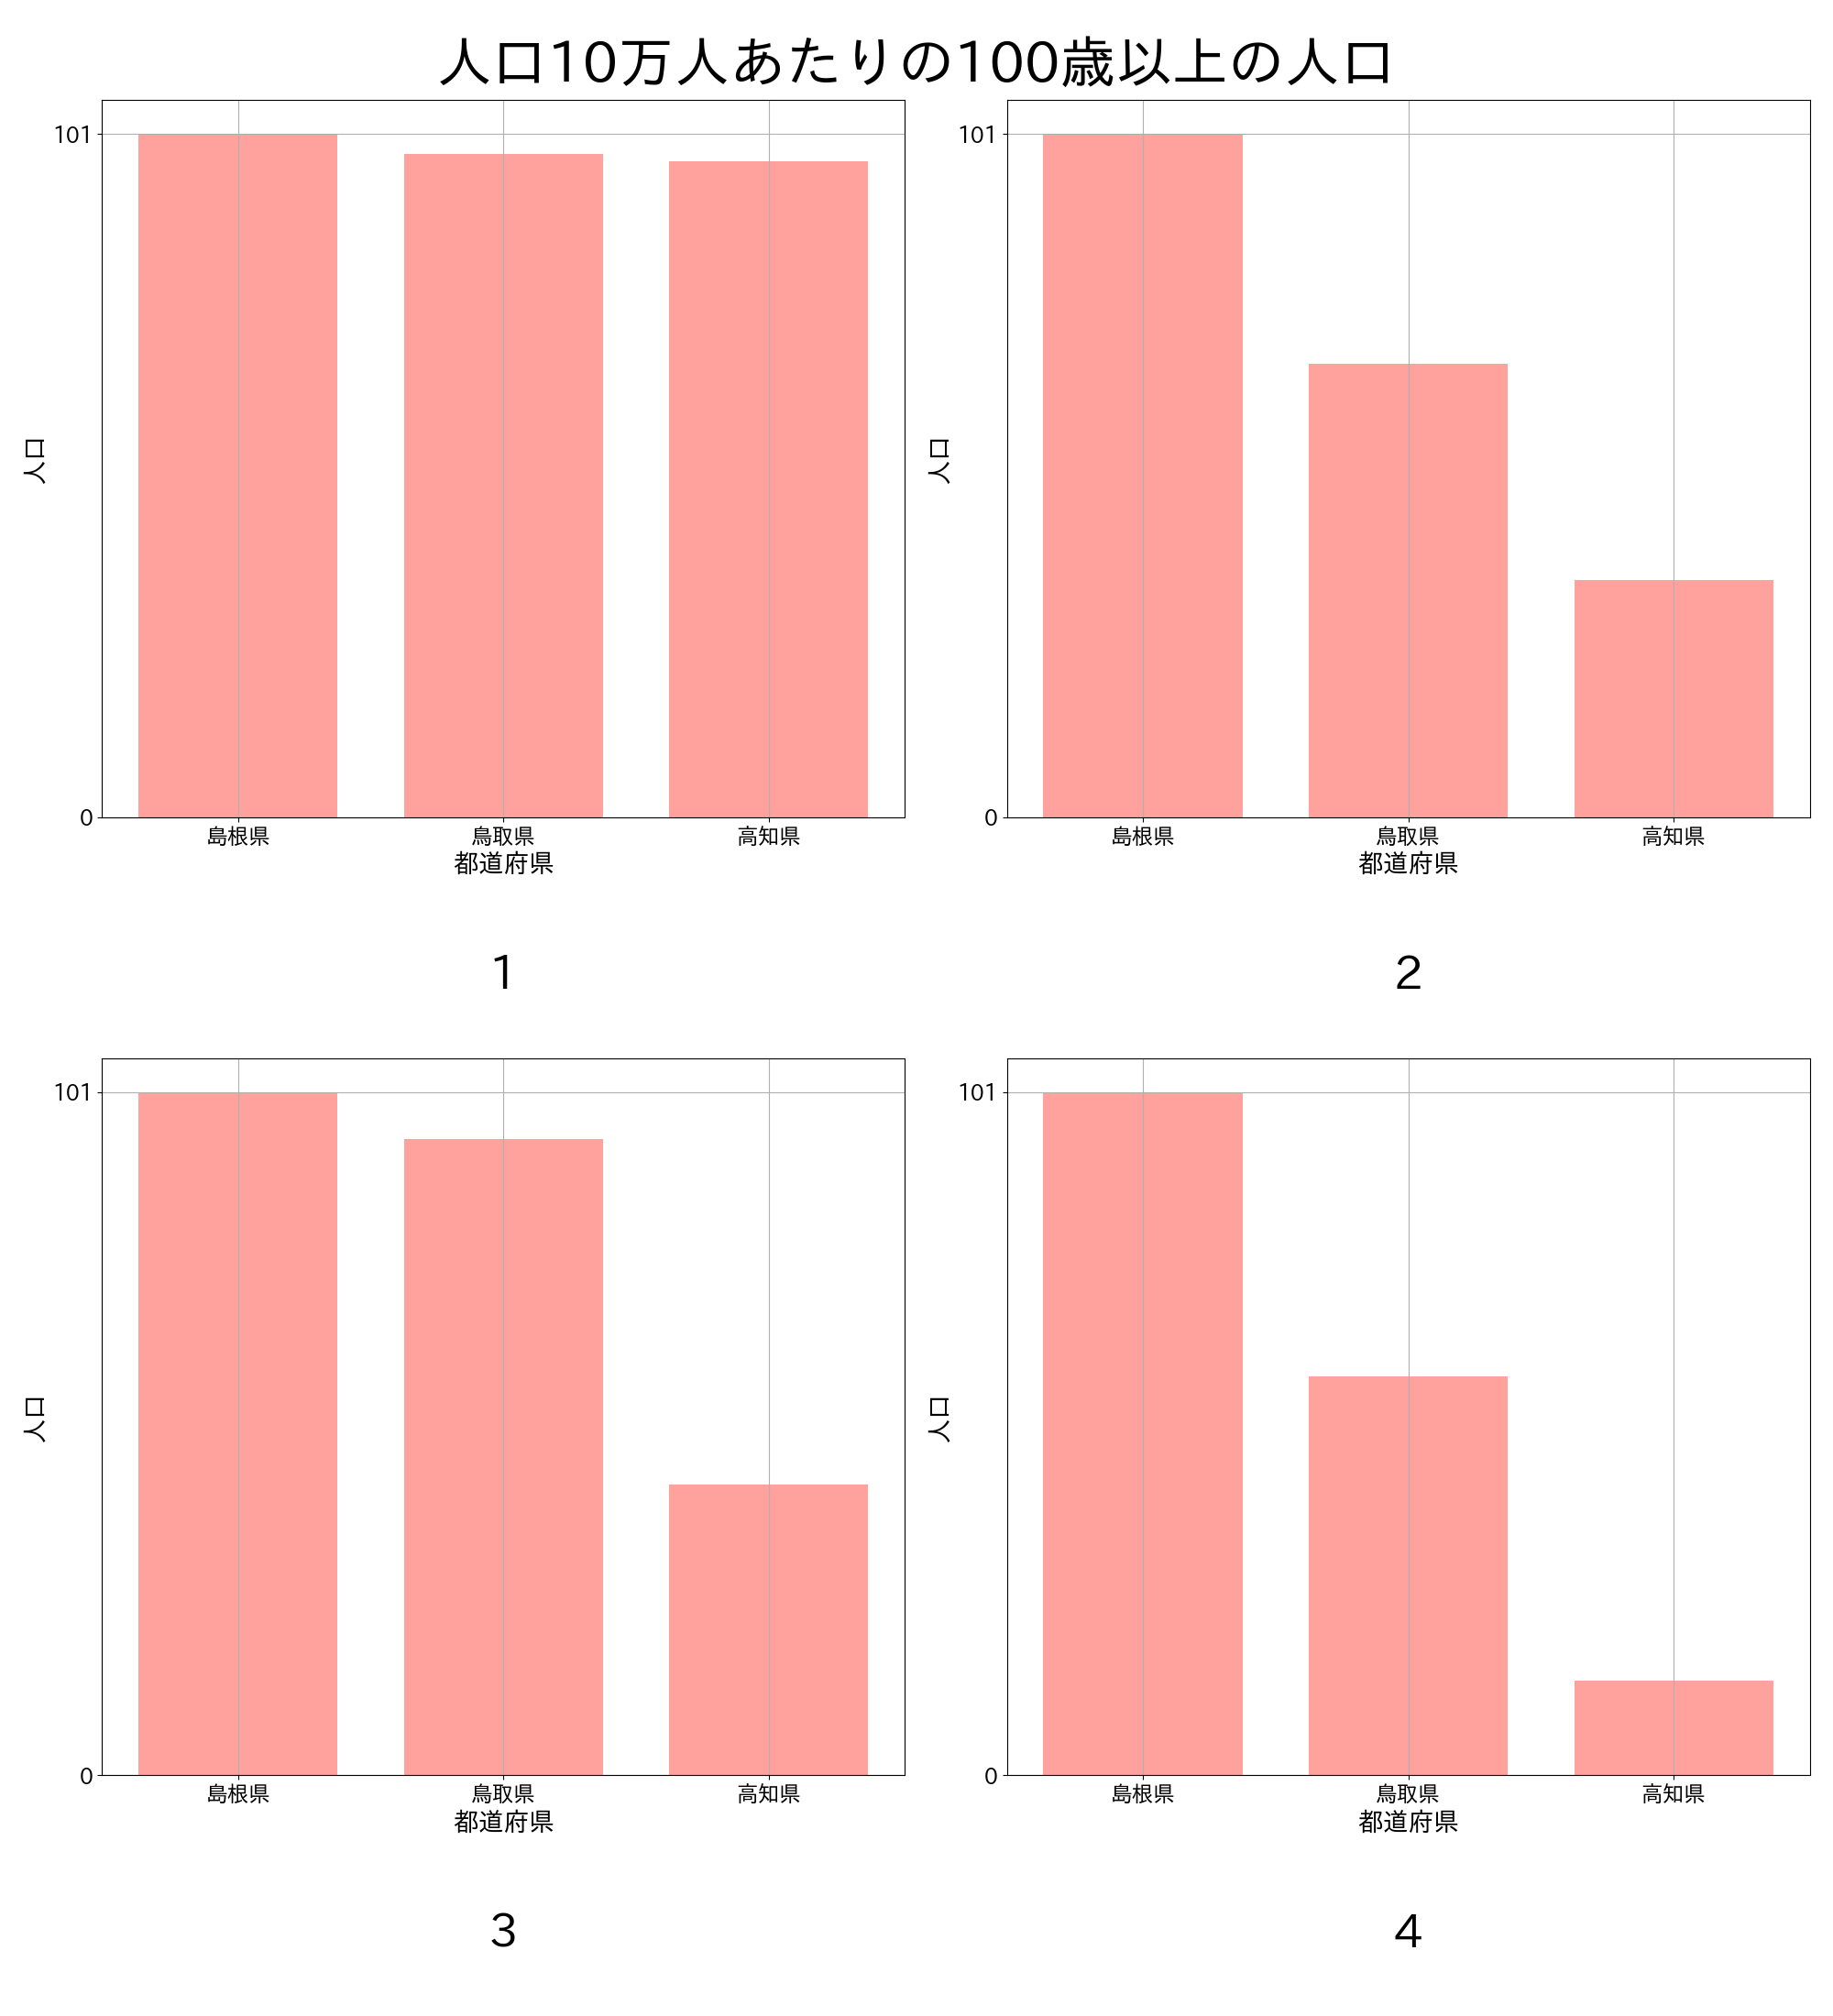 人口10万人あたりの100歳以上の人口
101
0
人口
島根県 鳥取県 高知県
都道府県
1
101
0
人口
島根県 鳥取県 高知県
都道府県
2
101
0
人口
島根県 鳥取県 高知県
都道府県
3
101
0
人口
島根県 鳥取県 高知県
都道府県
4